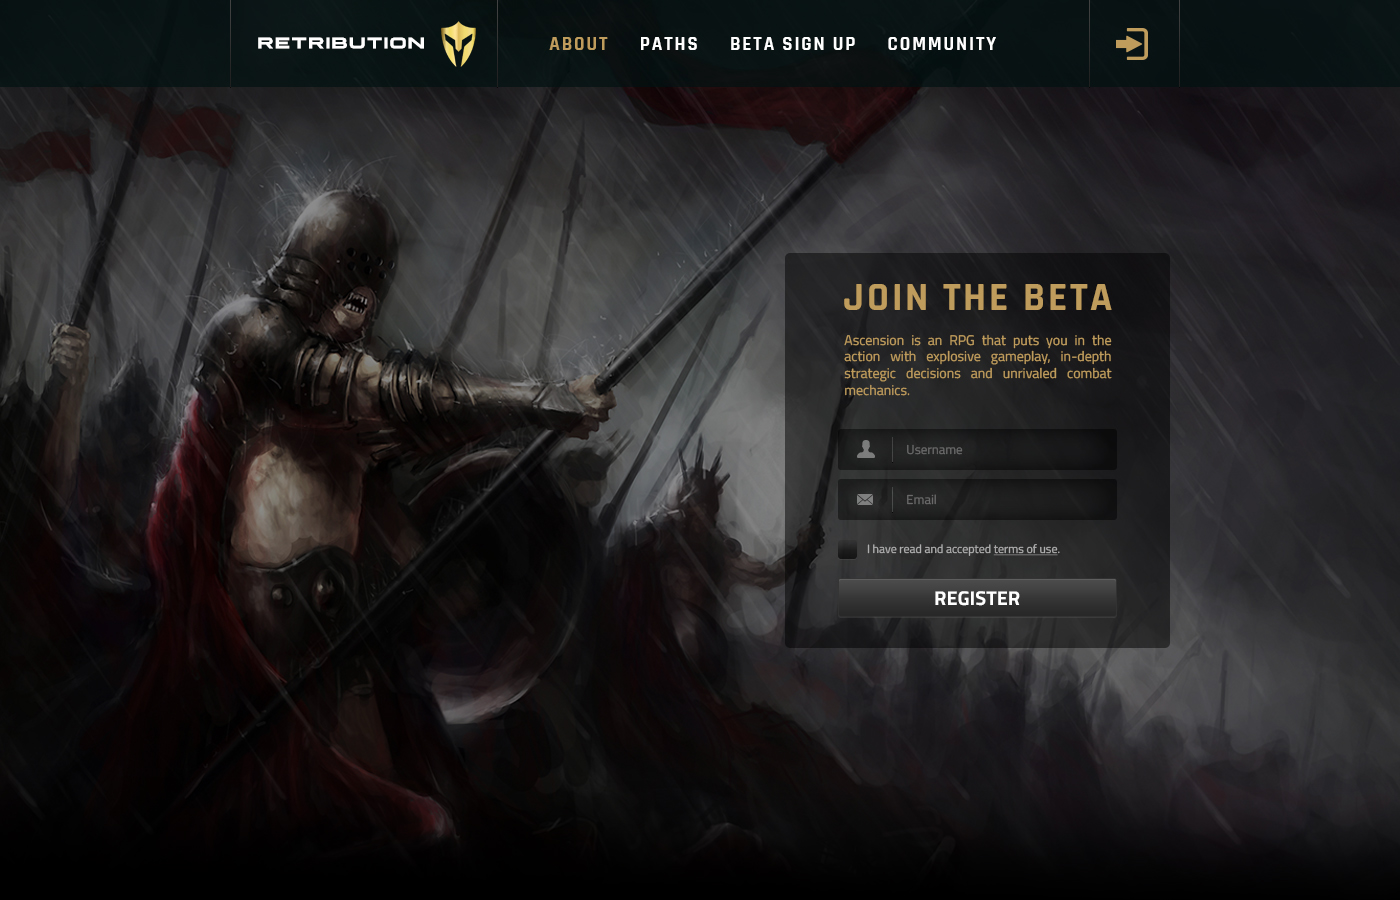 RETRIBUTION
ABOUT PATHS BETA SIGN UP COMMUNITY
JOIN THE BETA
Ascension is an RPG that puts you in the
action with explosive gameplay, in-depth
strategic decisions and unrivaled combat
mechanics.
Username
Email
I have read and accepted terms of use.
REGISTER